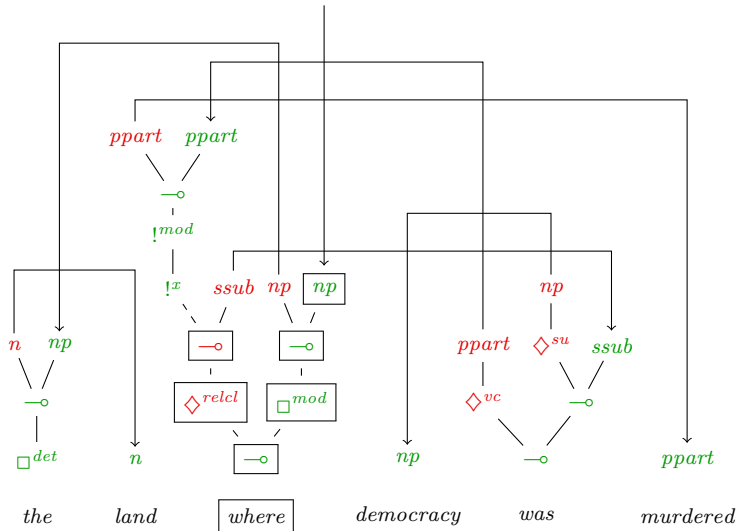 ppart ppart
⊸
!mod
!x ssub np np np
n np ⊸ ⊸ ppart ◇su ssub
⊸ ◇relcl □mod ◇vc ⊸
□det n ⊸ np ⊸ ppart
the land where democracy was murdered